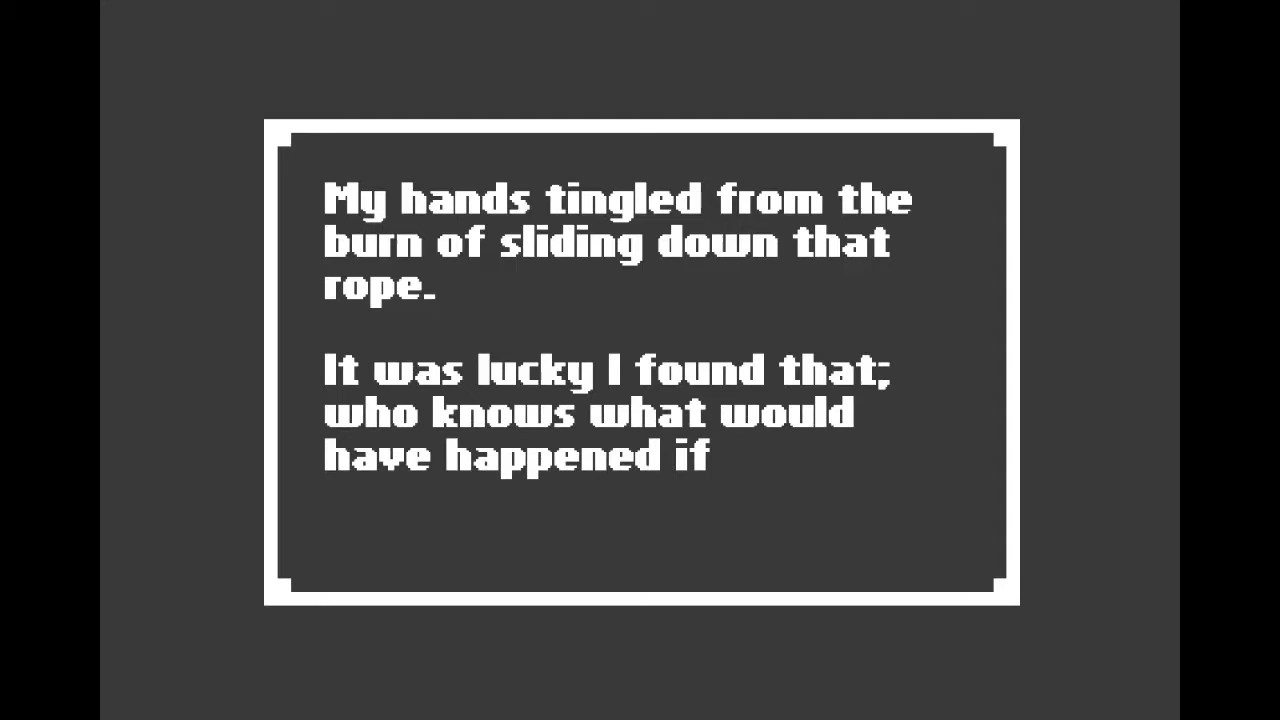 My hands tingled from the
burn of sliding down that
rope.
It was lucky I found that;
who knows what would
have happened if